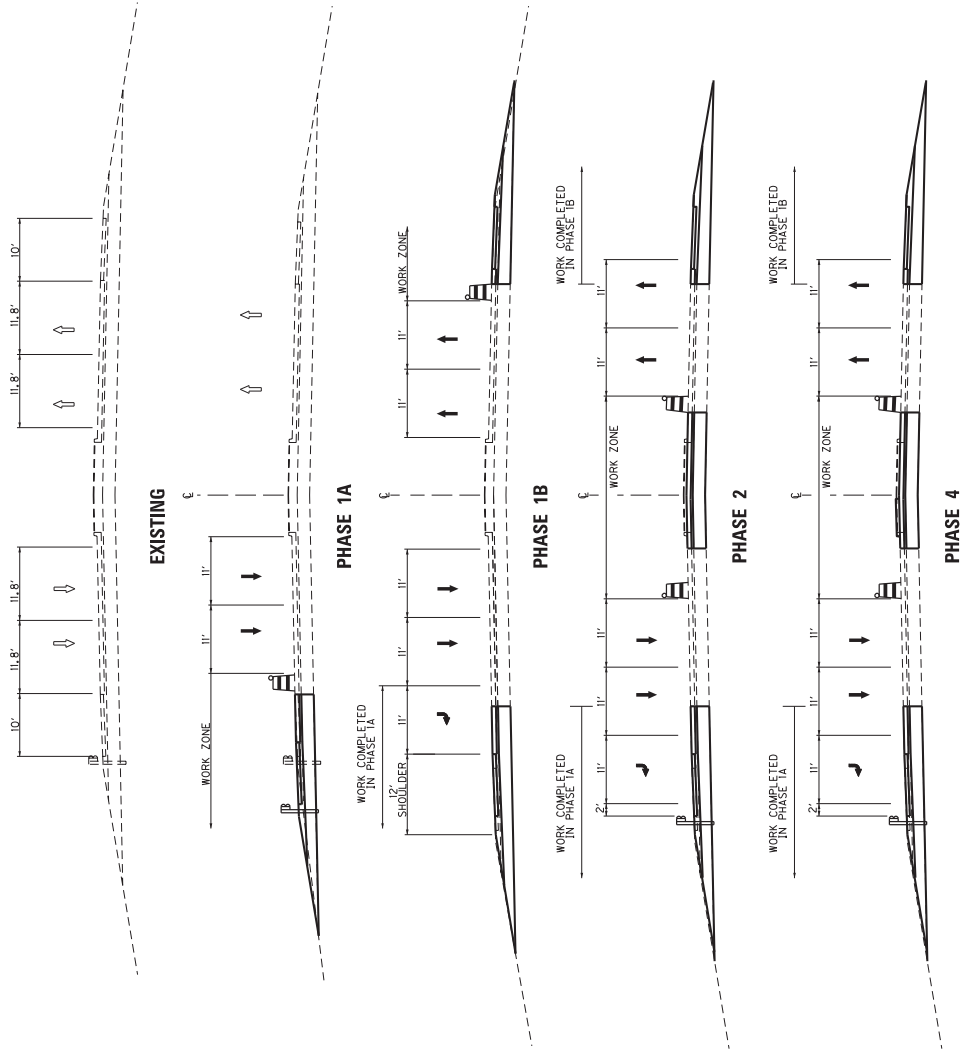 10' 11.8' 11.8' 11.8' 11.8' 10'
EXISTING
℄
WORK ZONE 11' 11'
PHASE 1A
WORK COMPLETED
IN PHASE 1A
℄
12'
SHOULDER
11' 11' 11' 11' 11' WORK ZONE
PHASE 1B
WORK COMPLETED
IN PHASE 1A
WORK COMPLETED
IN PHASE 1B
℄
2' 11' 11' 11' WORK ZONE 11' 11'
PHASE 2
WORK COMPLETED
IN PHASE 1A
WORK COMPLETED
IN PHASE 1B
℄
2' 11' 11' 11' WORK ZONE 11' 11'
PHASE 4